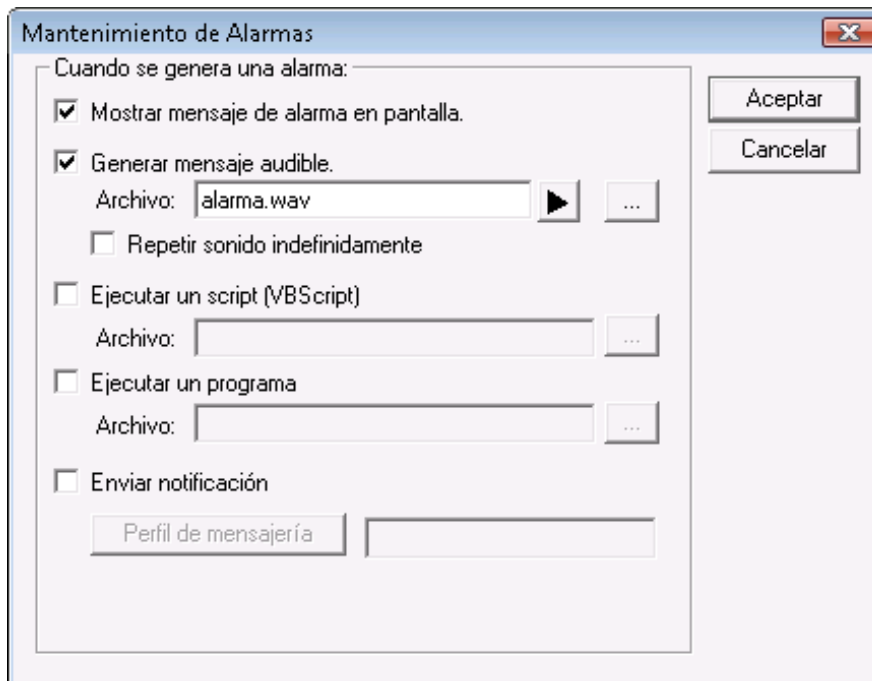 Mantenimiento de Alarmas
Cuando se genera una alarma:
Mostrar mensaje de alarma en pantalla.
Generar mensaje audible.
Archivo: alarma.wav ...
Repetir sonido indefinidamente
Ejecutar un script (VBScript)
Archivo: ...
Ejecutar un programa
Archivo: ...
Enviar notificación
Perfil de mensajería
Aceptar
Cancelar